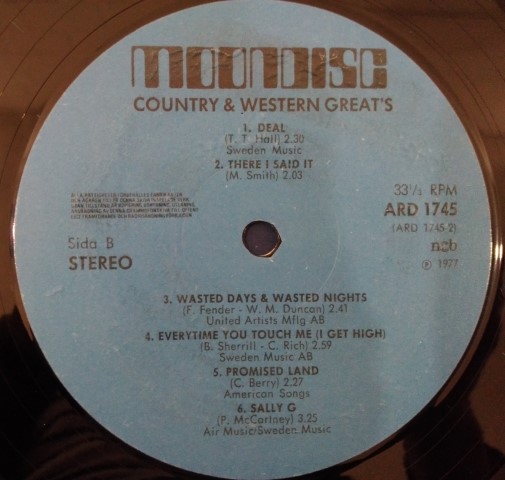 MOONDISC
COUNTRY & WESTERN GREAT'S
1. DEAL
(T. T. Hall) 2.30
Sweden Music
2. THERE I SAID IT
(M. Smith) 2.03
33⅓ RPM
ARD 1745
(ARD 1745-2)
ncb
Ⓟ 1977
Sida B
STEREO
3. WASTED DAYS & WASTED NIGHTS
(F. Fender - W. M. Duncan) 2.41
United Artists Mflg AB
4. EVERYTIME YOU TOUCH ME (I GET HIGH)
(B. Sherrill - C. Rich) 2.59
Sweden Music AB
5. PROMISED LAND
(C. Berry) 2.27
American Songs
6. SALLY G
(P. McCartney) 3.25
Air Music/Sweden Music